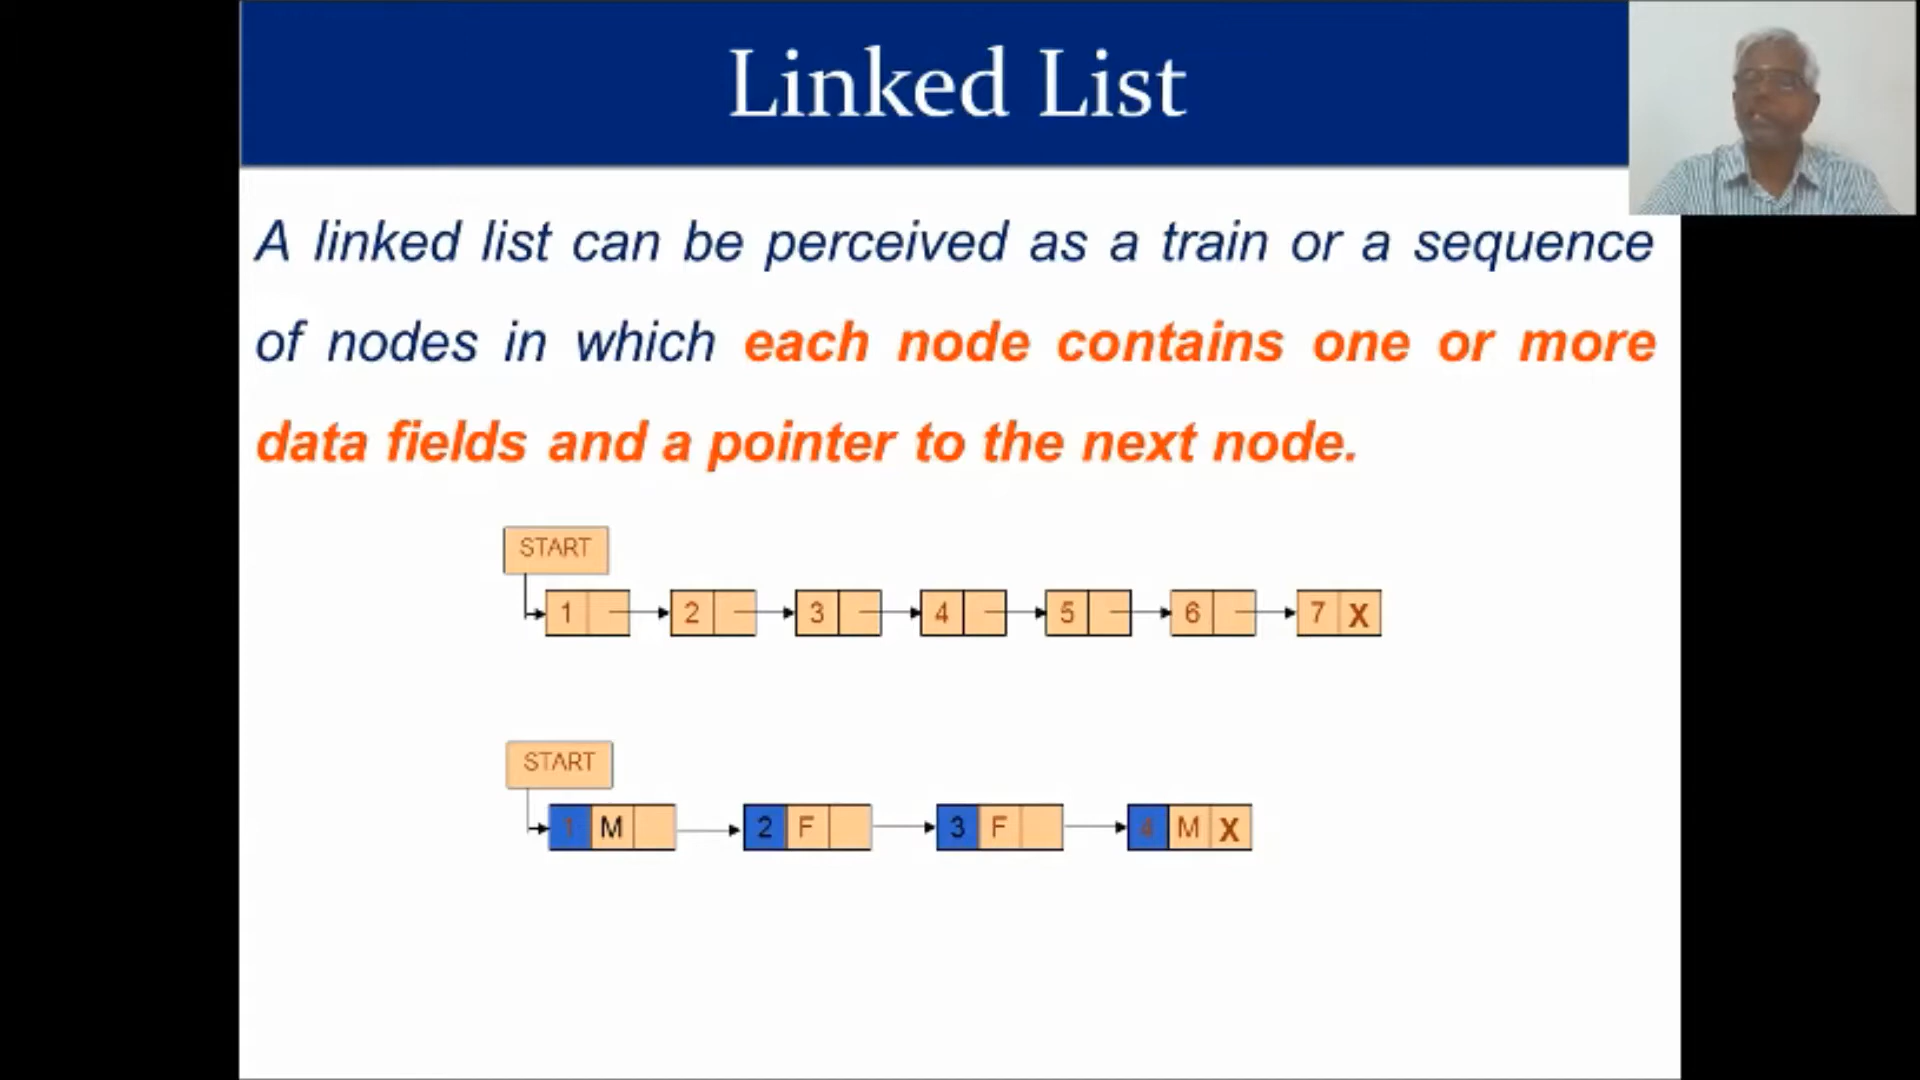 Linked List
A linked list can be perceived as a train or a sequence
of nodes in which each node contains one or more
data fields and a pointer to the next node.
START
1 2 3 4 5 6 7 X
START
1 M 2 F 3 F 4 M X